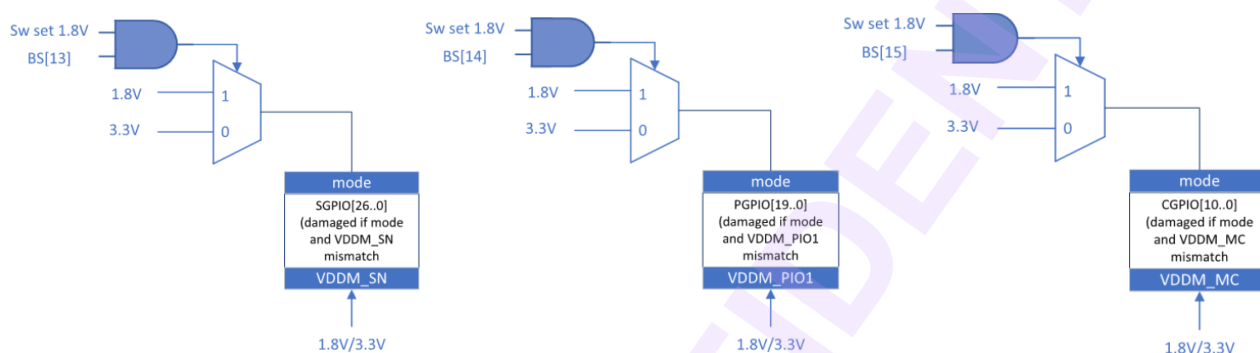 Sw set 1.8V
BS[13]
1.8V
3.3V
1
0
mode
SGPIO[26..0]
(damaged if mode
and VDDM_SN
mismatch
VDDM_SN
1.8V/3.3V
Sw set 1.8V
BS[14]
1.8V
3.3V
1
0
mode
PGPIO[19..0]
(damaged if mode
and VDDM_PIO1
mismatch
VDDM_PIO1
1.8V/3.3V
Sw set 1.8V
BS[15]
1.8V
3.3V
1
0
mode
CGPIO[10..0]
(damaged if mode
and VDDM_MC
mismatch
VDDM_MC
1.8V/3.3V